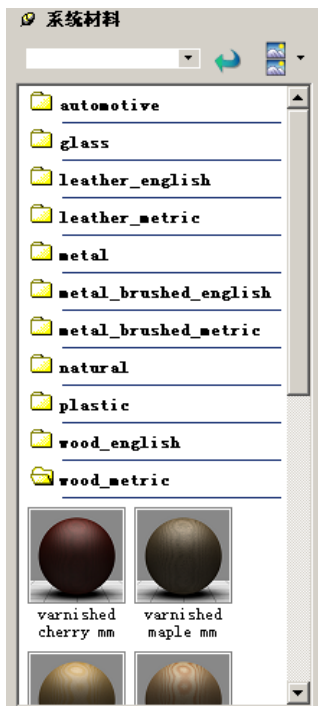 系统材料
automotive
glass
leather_english
leather_metric
metal
metal_brushed_english
metal_brushed_metric
natural
plastic
wood_english
wood_metric
varnished varnished
cherry mm maple mm